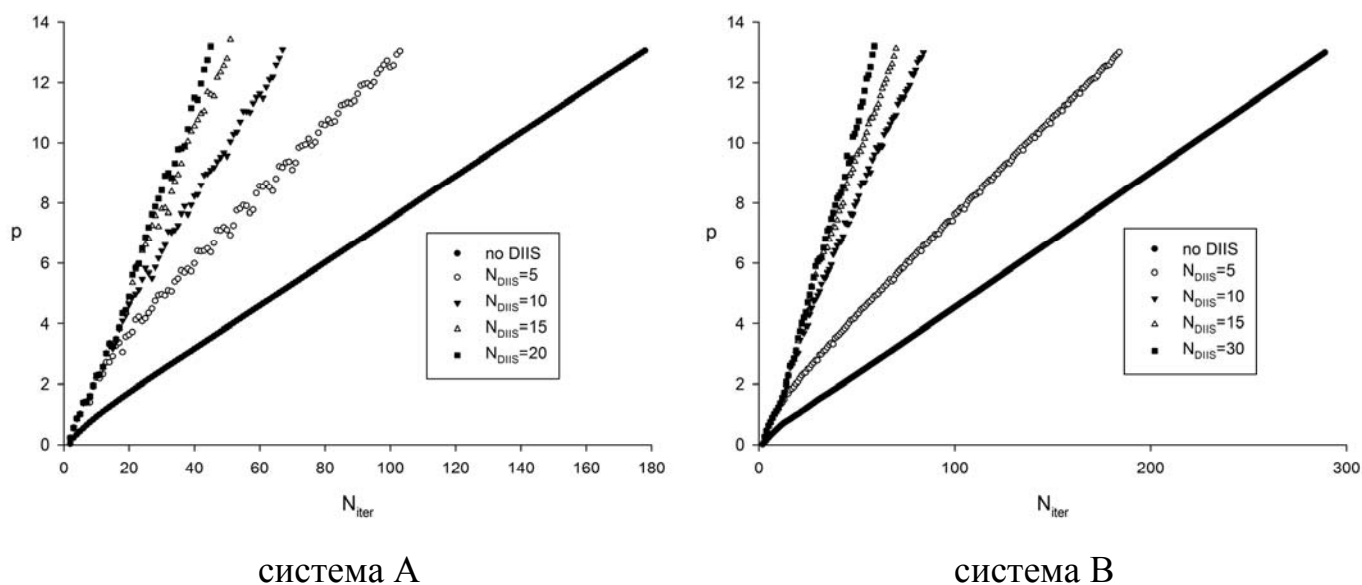 14
12
10
8
6
4
2
0
p
0 20 40 60 80 100 120 140 160 180
N_iter
no DIIS
N_DIIS=5
N_DIIS=10
N_DIIS=15
N_DIIS=20
система A
14
12
10
8
6
4
2
0
p
0 100 200 300
N_iter
no DIIS
N_DIIS=5
N_DIIS=10
N_DIIS=15
N_DIIS=30
система B